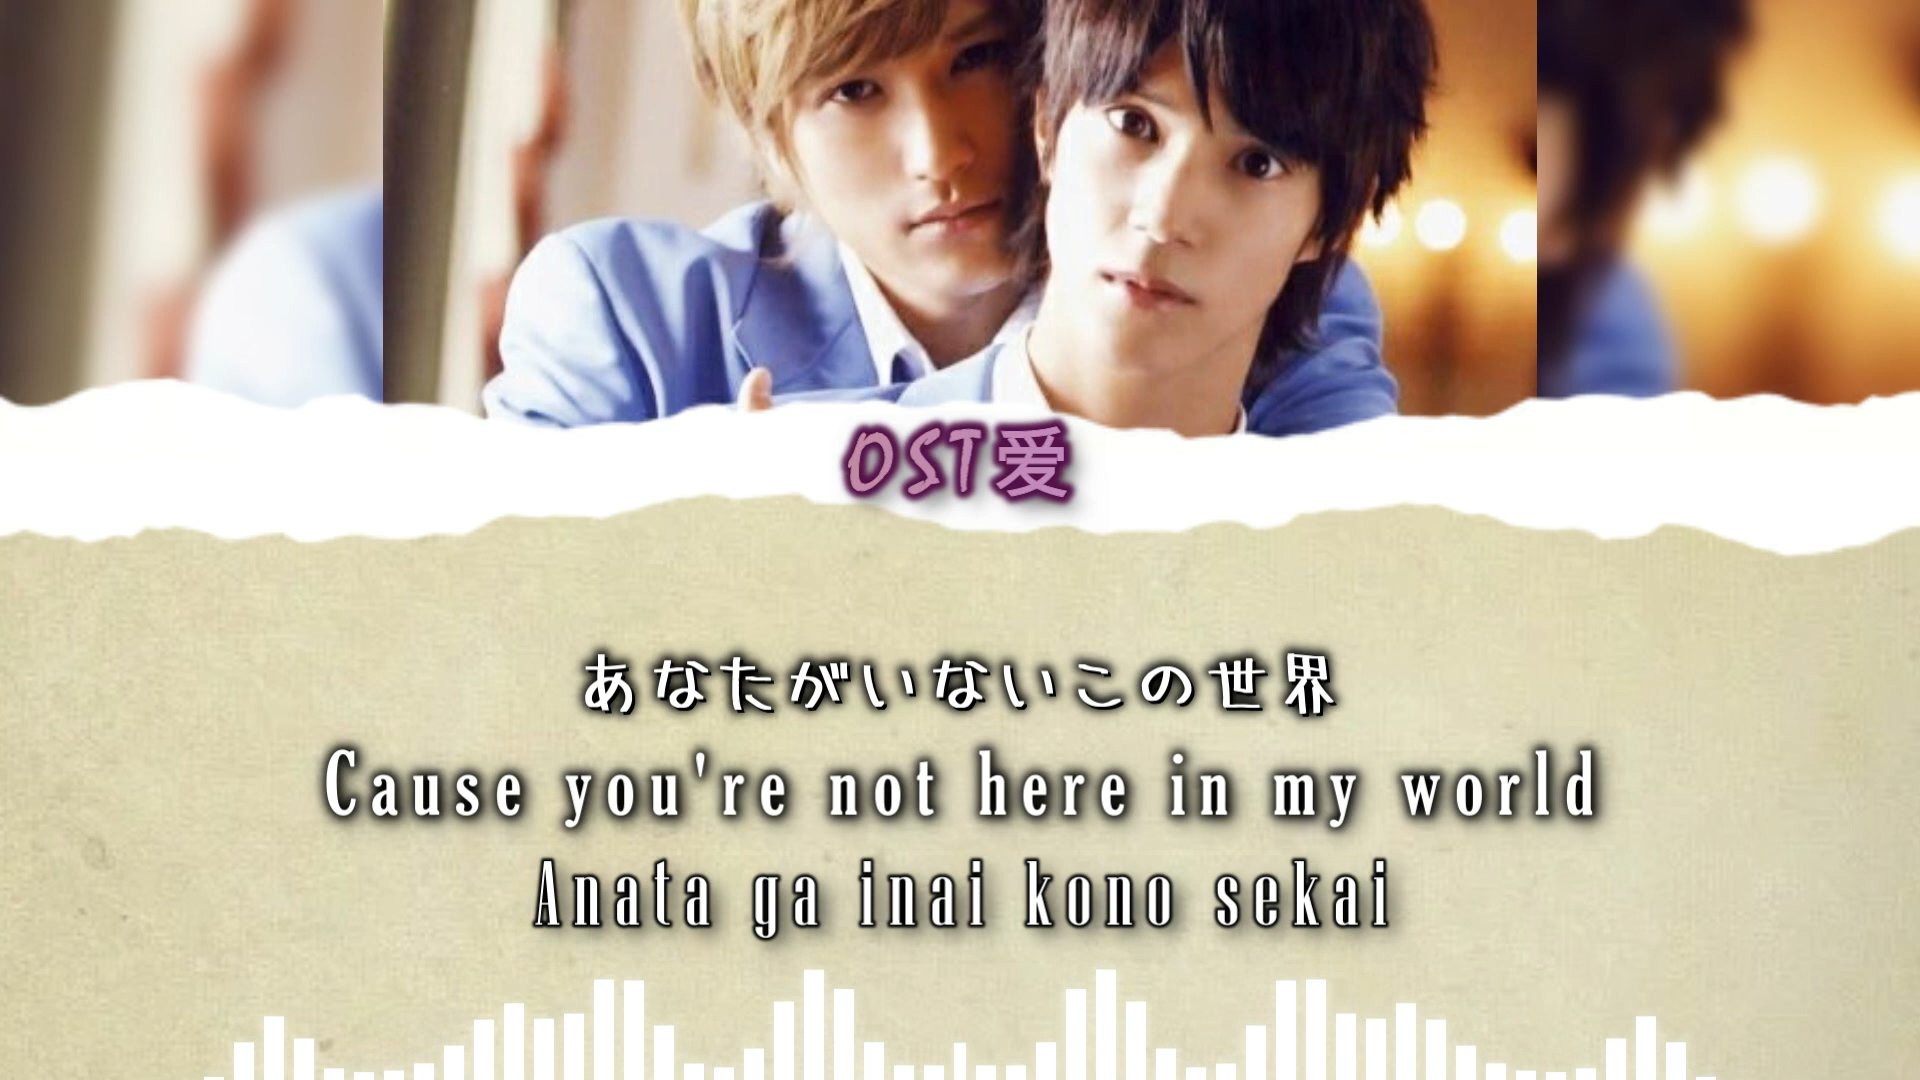 OST爱
あなたがいないこの世界
Cause you're not here in my world
Anata ga inai kono sekai